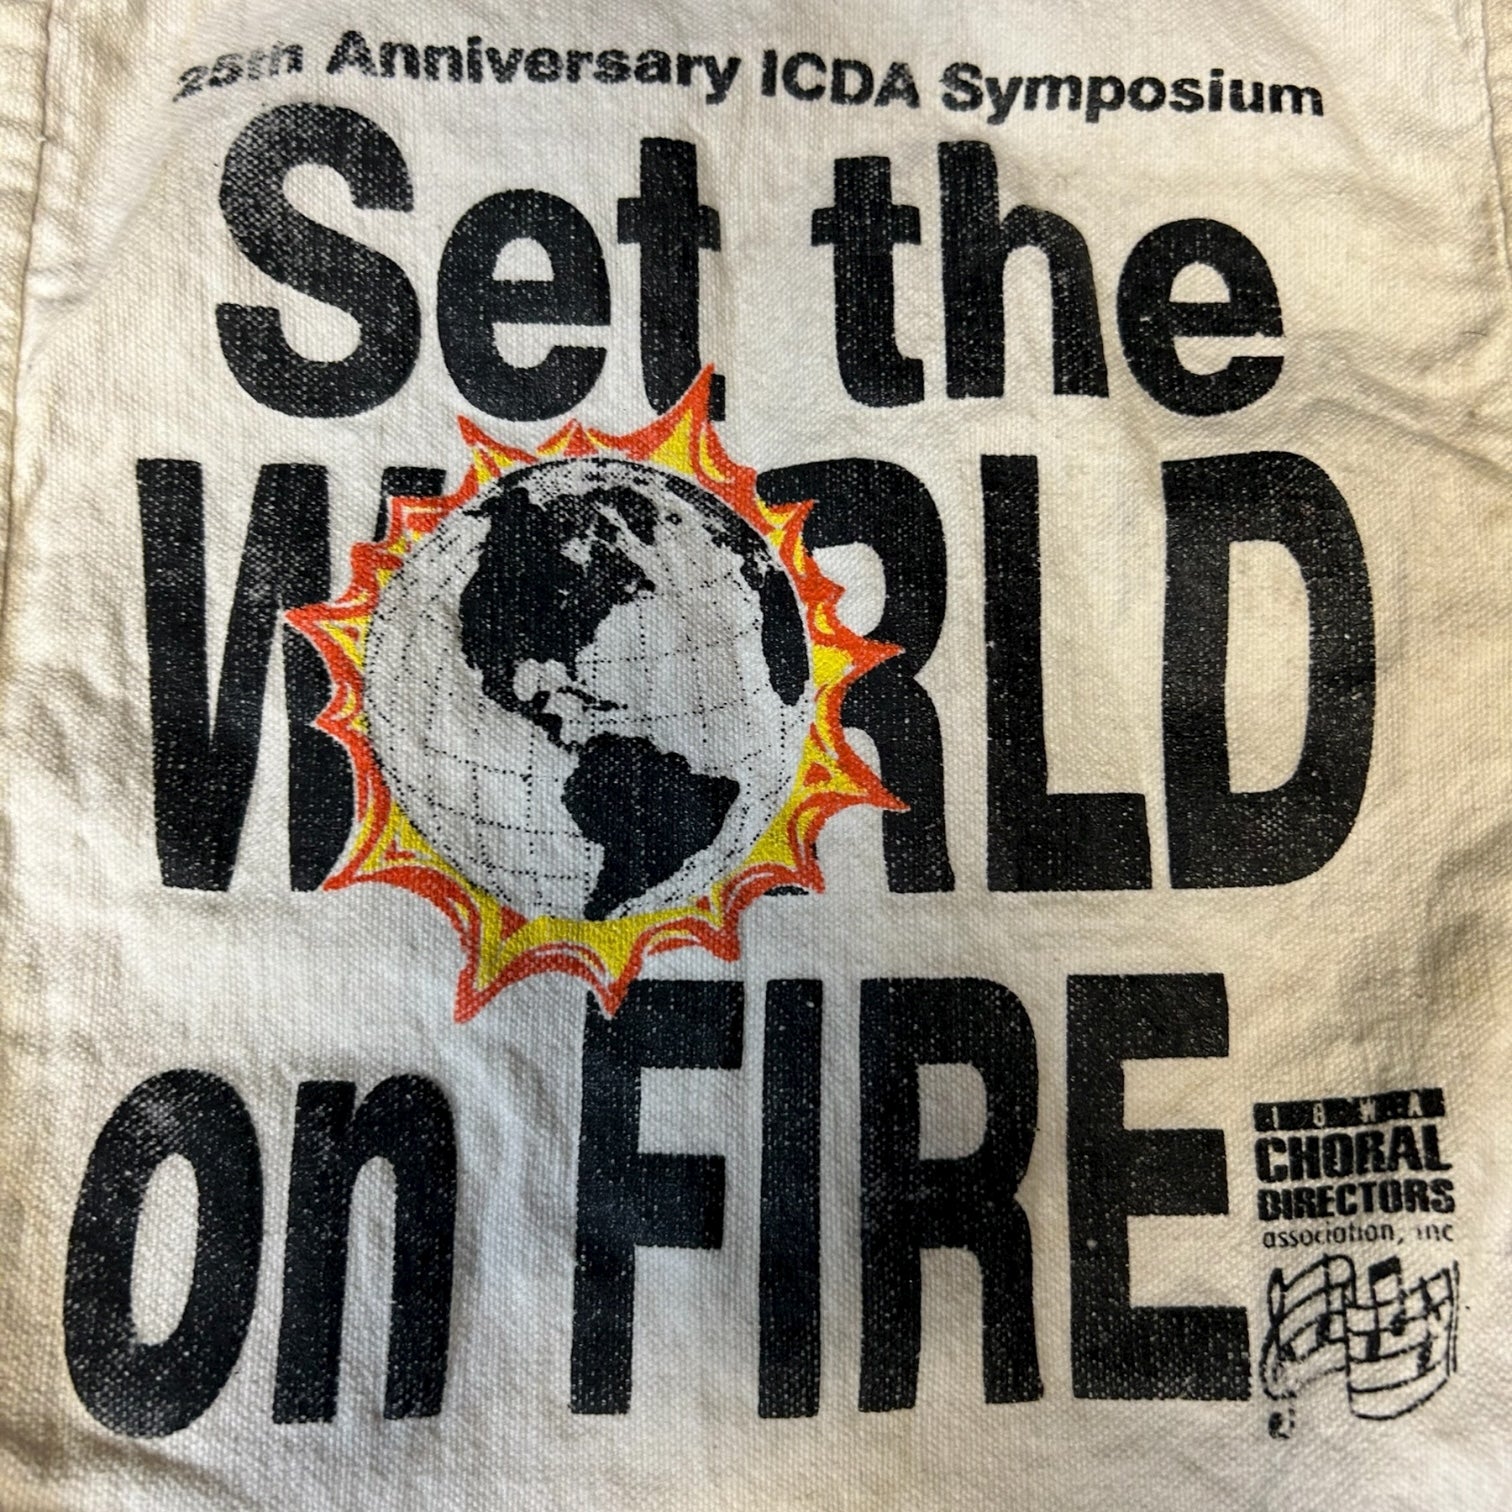 25th Anniversary ICDA Symposium
Set the
WORLD
on FIRE
IOWA
CHORAL
DIRECTORS
association, inc